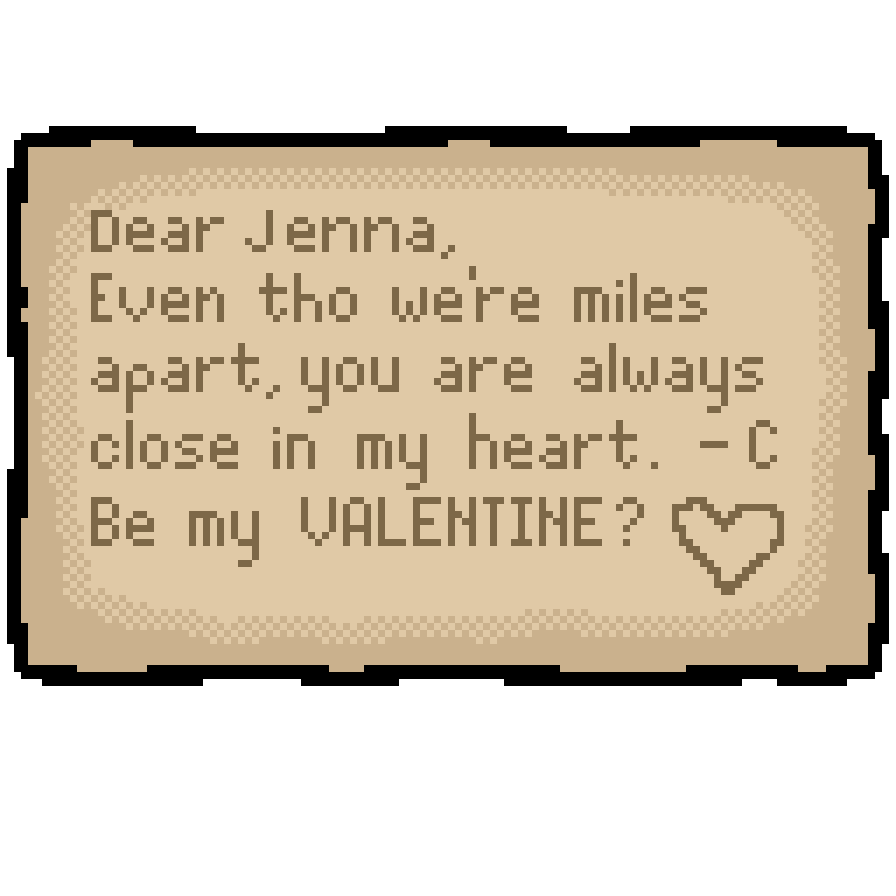 Dear Jenna,
Even tho we're miles
apart, you are always
close in my heart. - C
Be my VALENTINE?